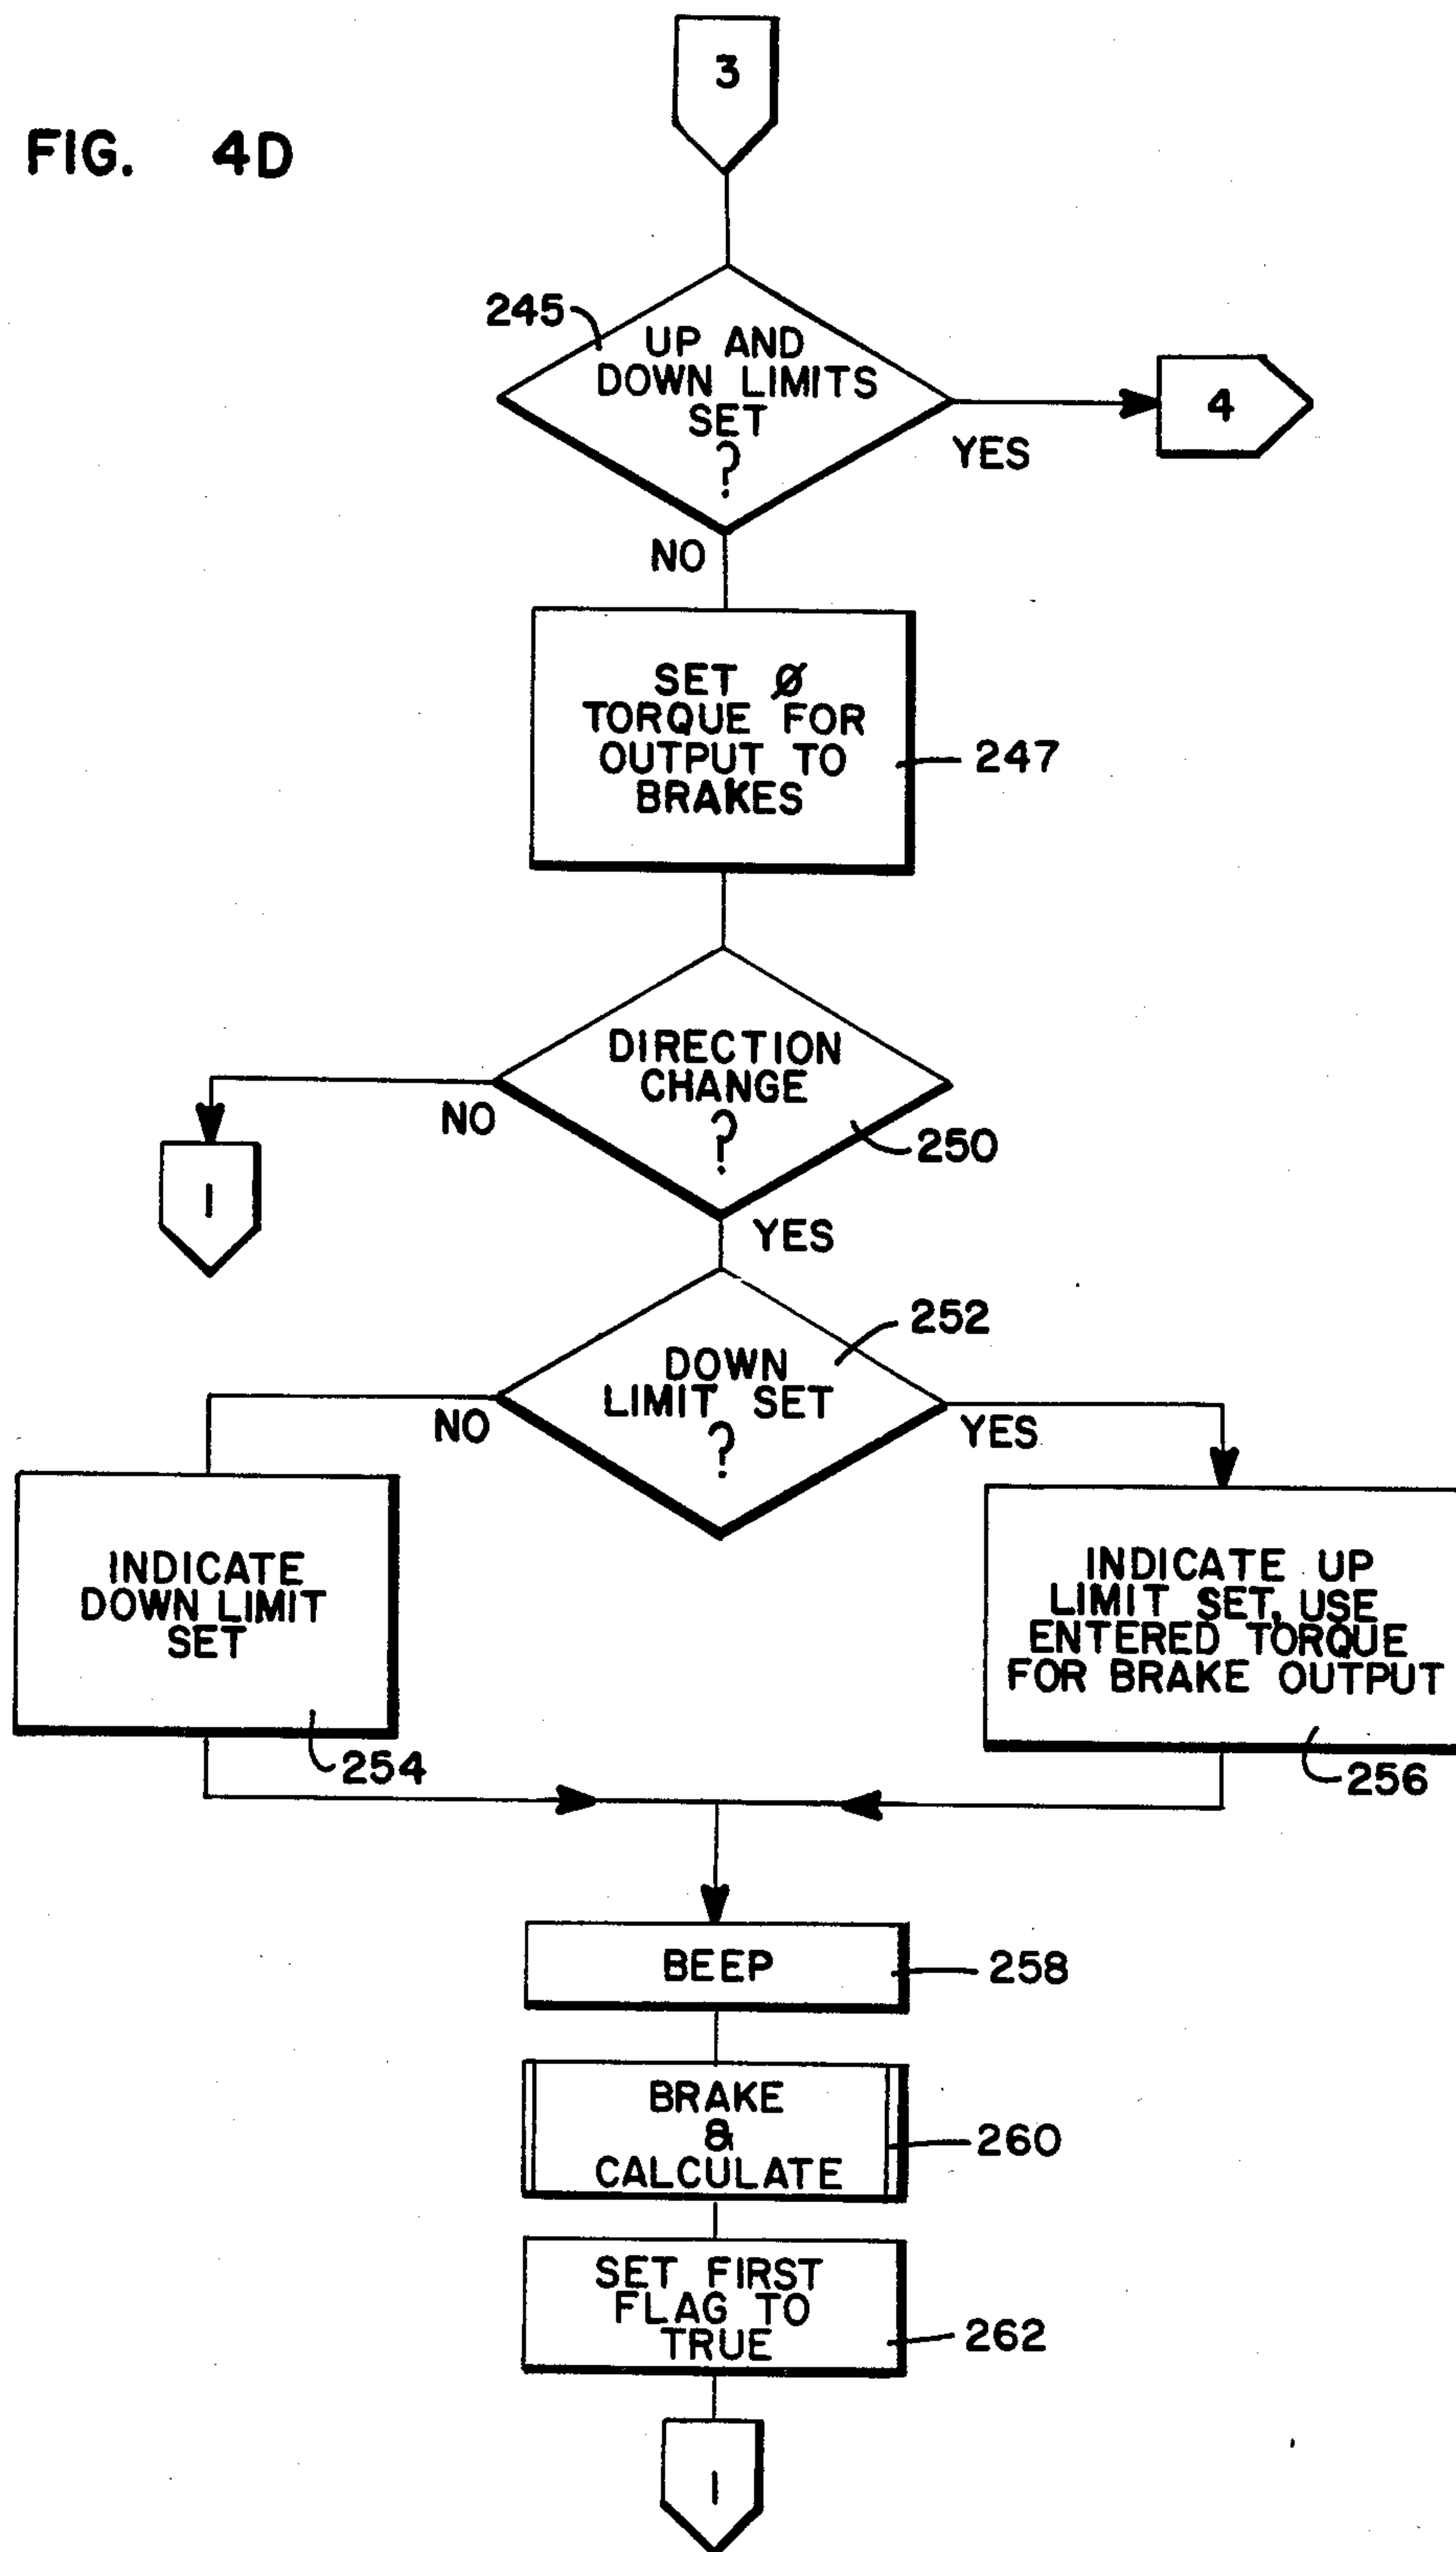 3
FIG. 4D
245
UP AND
DOWN LIMITS
SET
?
4
YES
NO
SET Ø
TORQUE FOR
OUTPUT TO
BRAKES
247
DIRECTION
CHANGE
?
NO
250
1
YES
252
DOWN
LIMIT SET
?
NO
YES
INDICATE
DOWN LIMIT
SET
254
INDICATE UP
LIMIT SET, USE
ENTERED TORQUE
FOR BRAKE OUTPUT
256
BEEP
258
BRAKE
&
CALCULATE
260
SET FIRST
FLAG TO
TRUE
262
1